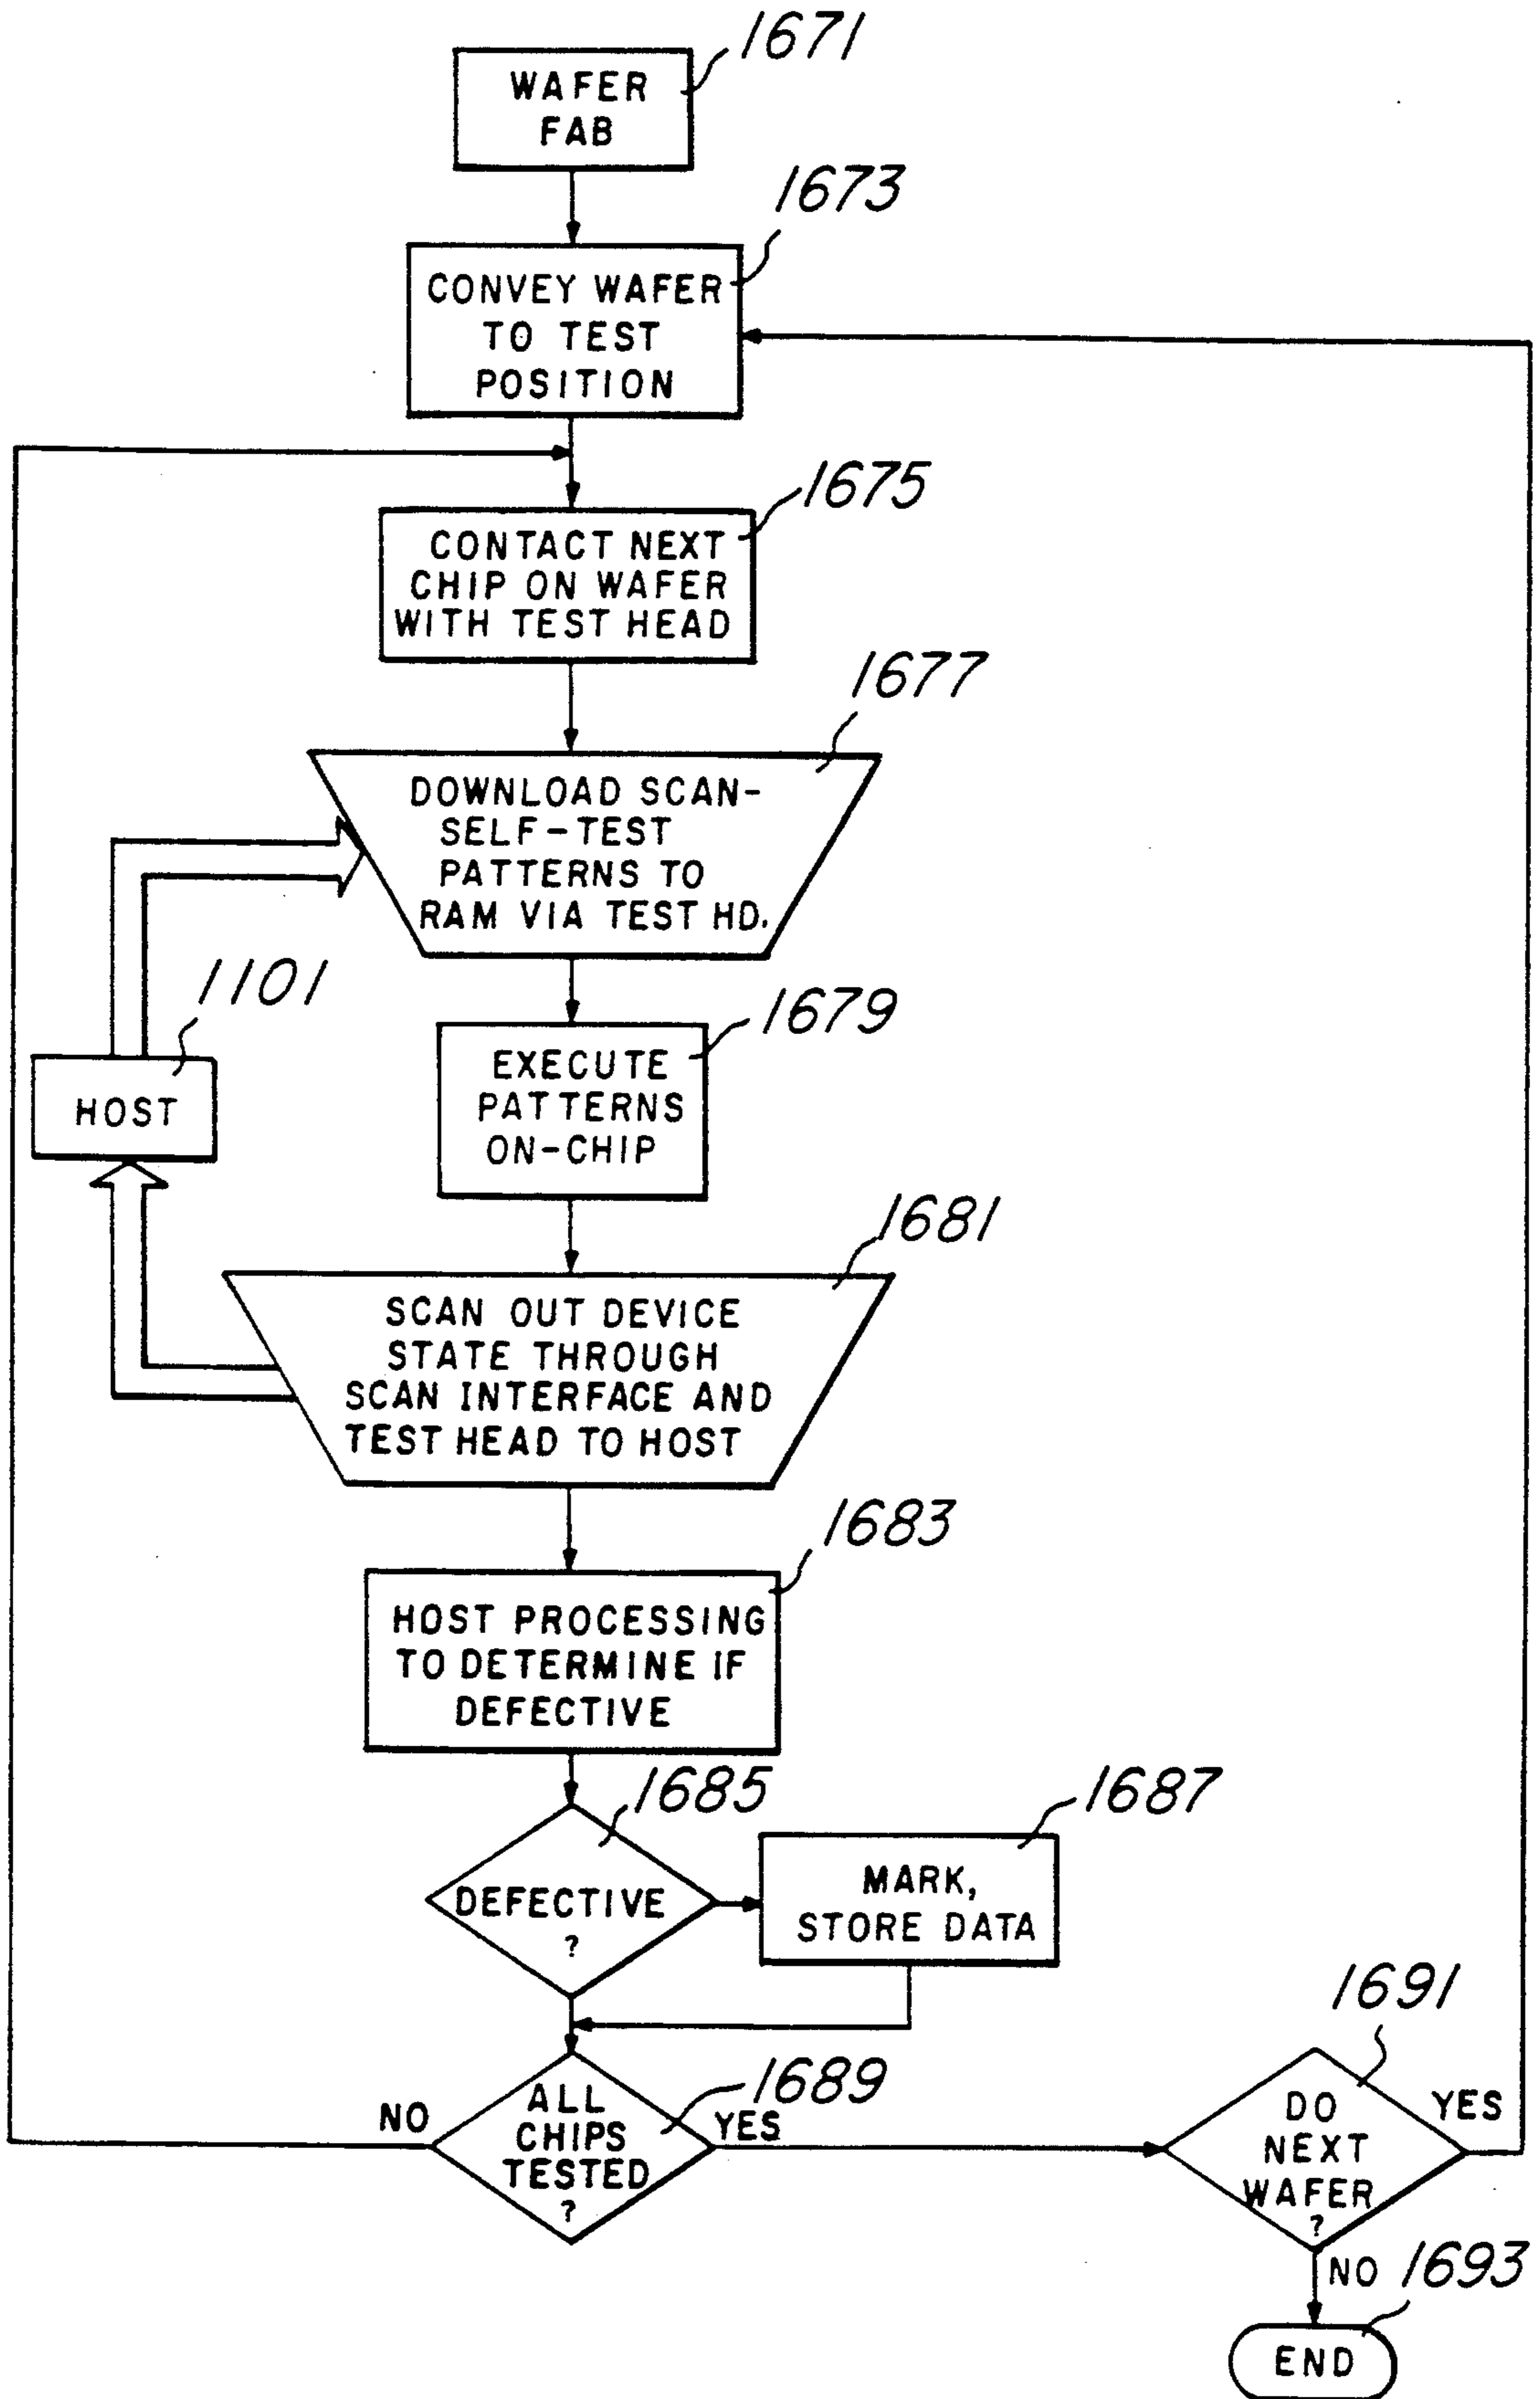 1671
WAFER
FAB
1673
CONVEY WAFER
TO TEST
POSITION
1675
CONTACT NEXT
CHIP ON WAFER
WITH TEST HEAD
1677
DOWNLOAD SCAN-
SELF-TEST
PATTERNS TO
RAM VIA TEST HD.
1101
HOST
1679
EXECUTE
PATTERNS
ON-CHIP
1681
SCAN OUT DEVICE
STATE THROUGH
SCAN INTERFACE AND
TEST HEAD TO HOST
1683
HOST PROCESSING
TO DETERMINE IF
DEFECTIVE
1685
DEFECTIVE
?
1687
MARK,
STORE DATA
1689
ALL
CHIPS
TESTED
?
NO
YES
1691
DO
NEXT
WAFER
?
YES
NO
1693
END